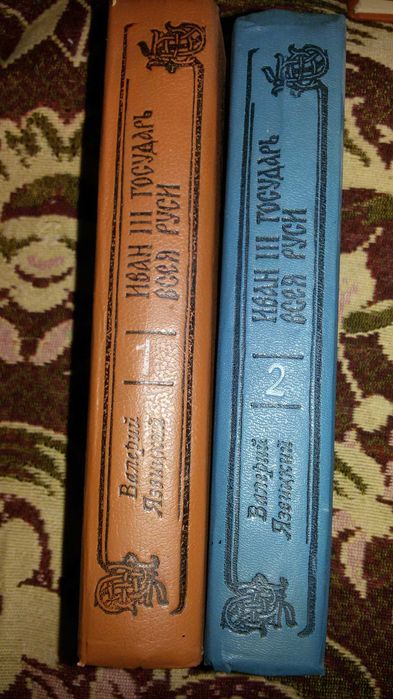 Валерий
Язвицкий
1
ИВАН III ГОСУДАРЬ
ВСЕЯ РУСИ
Валерий
Язвицкий
2
ИВАН III ГОСУДАРЬ
ВСЕЯ РУСИ